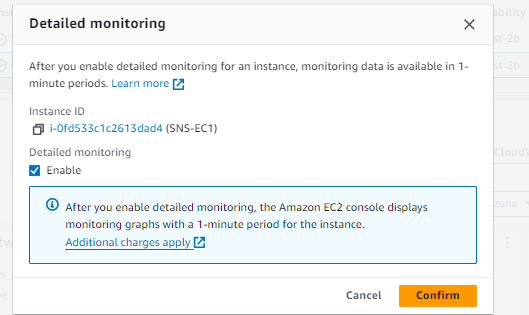 Detailed monitoring
After you enable detailed monitoring for an instance, monitoring data is available in 1-
minute periods. Learn more
Instance ID
i-0fd533c1c2613dad4 (SNS-EC1)
Detailed monitoring
Enable
After you enable detailed monitoring, the Amazon EC2 console displays
monitoring graphs with a 1-minute period for the instance.
Additional charges apply
Cancel
Confirm